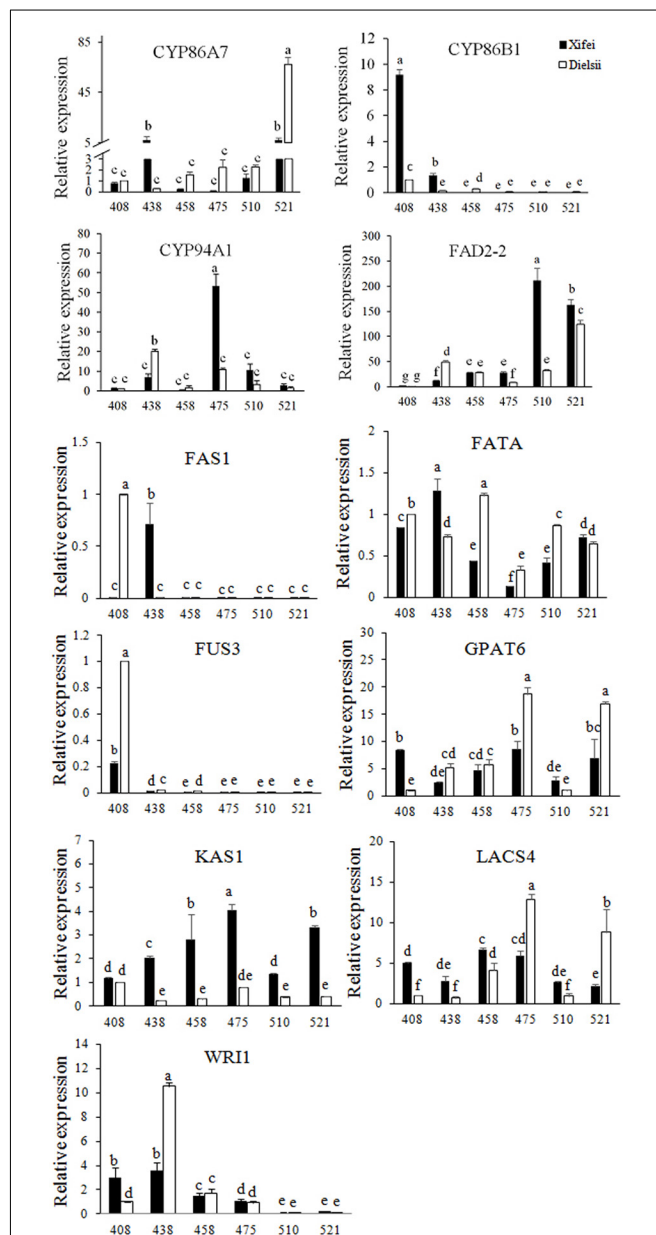 CYP86A7
Relative expression
85
45
5
3
2
1
0
c c b c c c c c c c b a
408 438 458 475 510 521
CYP86B1
Xifei
Dielsii
Relative expression
12
10
8
6
4
2
0
a c b e e d e e e e e e
408 438 458 475 510 521
CYP94A1
Relative expression
80
70
60
50
40
30
20
10
0
c c c b c c a c c c c c
408 438 458 475 510 521
FAD2-2
Relative expression
300
250
200
150
100
50
0
g g f d e e e f a e b c
408 438 458 475 510 521
FAS1
Relative expression
1.5
1
0.5
0
c a b c c c c c c c c c
408 438 458 475 510 521
FATA
Relative expression
2
1.5
1
0.5
0
c b a d e a f e e c d d
408 438 458 475 510 521
FUS3
Relative expression
1.2
1
0.8
0.6
0.4
0.2
0
b a d c e d e e e e e e
408 438 458 475 510 521
GPAT6
Relative expression
30
25
20
15
10
5
0
b e de cd cd c b a de e bc a
408 438 458 475 510 521
KAS1
Relative expression
7
6
5
4
3
2
1
0
d d c e b e a de d e b e
408 438 458 475 510 521
LACS4
Relative expression
20
15
10
5
0
d f de f c d cd a de f e b
408 438 458 475 510 521
WRI1
Relative expression
14
12
10
8
6
4
2
0
b d b a c c d d e e e e
408 438 458 475 510 521